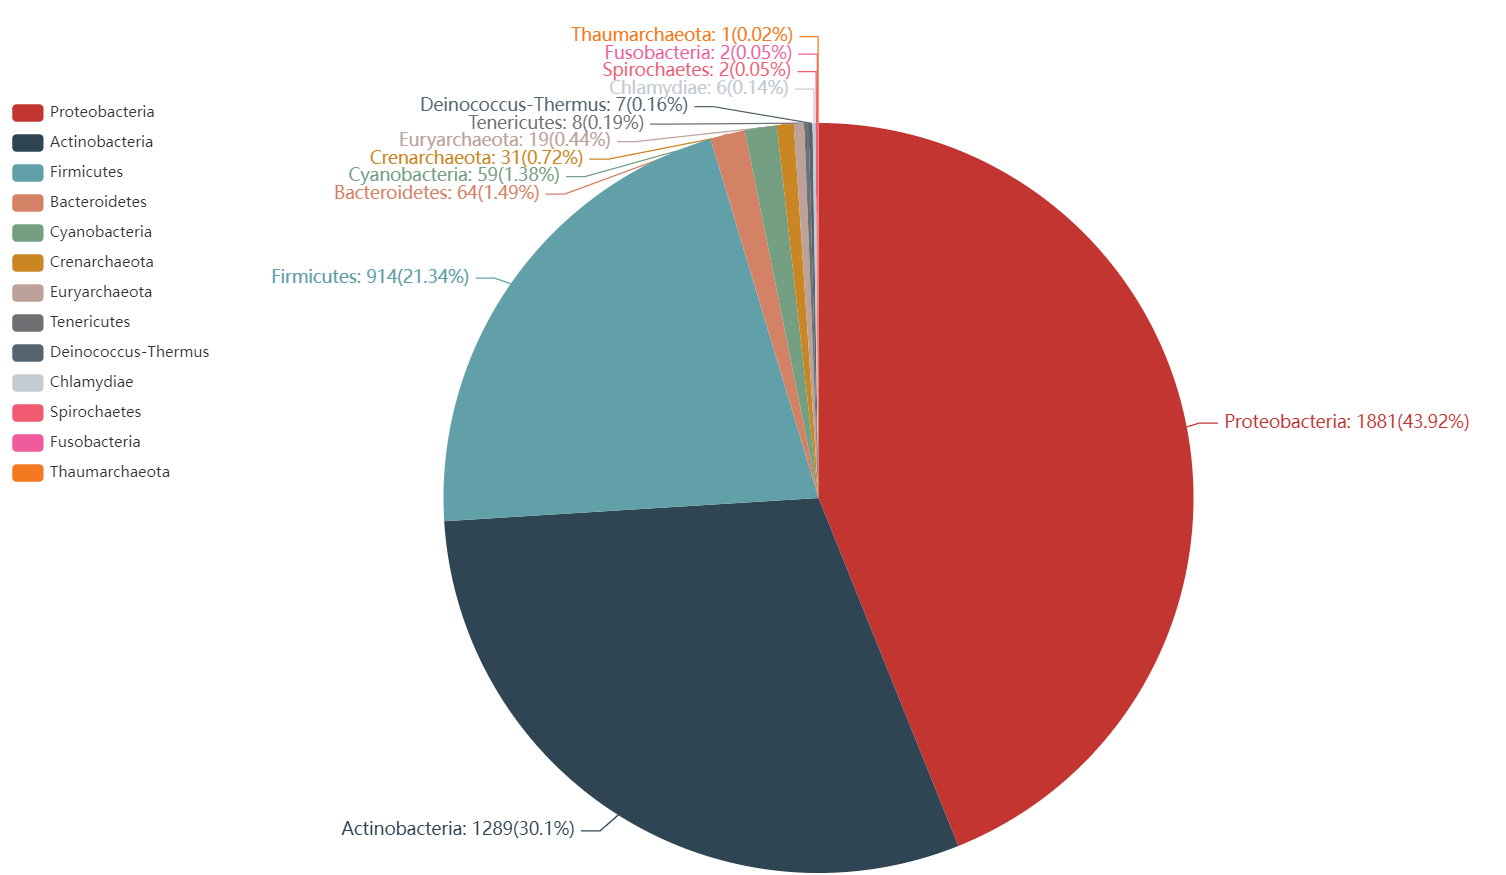 Proteobacteria
Actinobacteria
Firmicutes
Bacteroidetes
Cyanobacteria
Crenarchaeota
Euryarchaeota
Tenericutes
Deinococcus-Thermus
Chlamydiae
Spirochaetes
Fusobacteria
Thaumarchaeota
Thaumarchaeota: 1(0.02%)
Fusobacteria: 2(0.05%)
Spirochaetes: 2(0.05%)
Chlamydiae: 6(0.14%)
Deinococcus-Thermus: 7(0.16%)
Tenericutes: 8(0.19%)
Euryarchaeota: 19(0.44%)
Crenarchaeota: 31(0.72%)
Cyanobacteria: 59(1.38%)
Bacteroidetes: 64(1.49%)
Firmicutes: 914(21.34%)
Proteobacteria: 1881(43.92%)
Actinobacteria: 1289(30.1%)